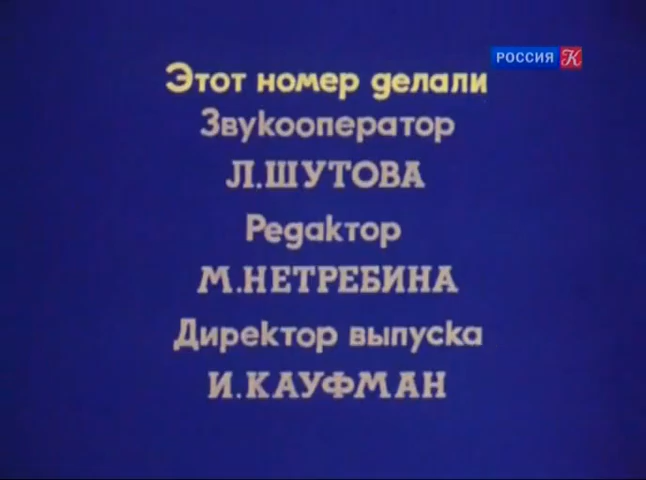 РОССИЯ К
Этот номер делали
Звукооператор
Л.ШУТОВА
Редактор
М.НЕТРЕБИНА
Директор выпуска
И.КАУФМАН